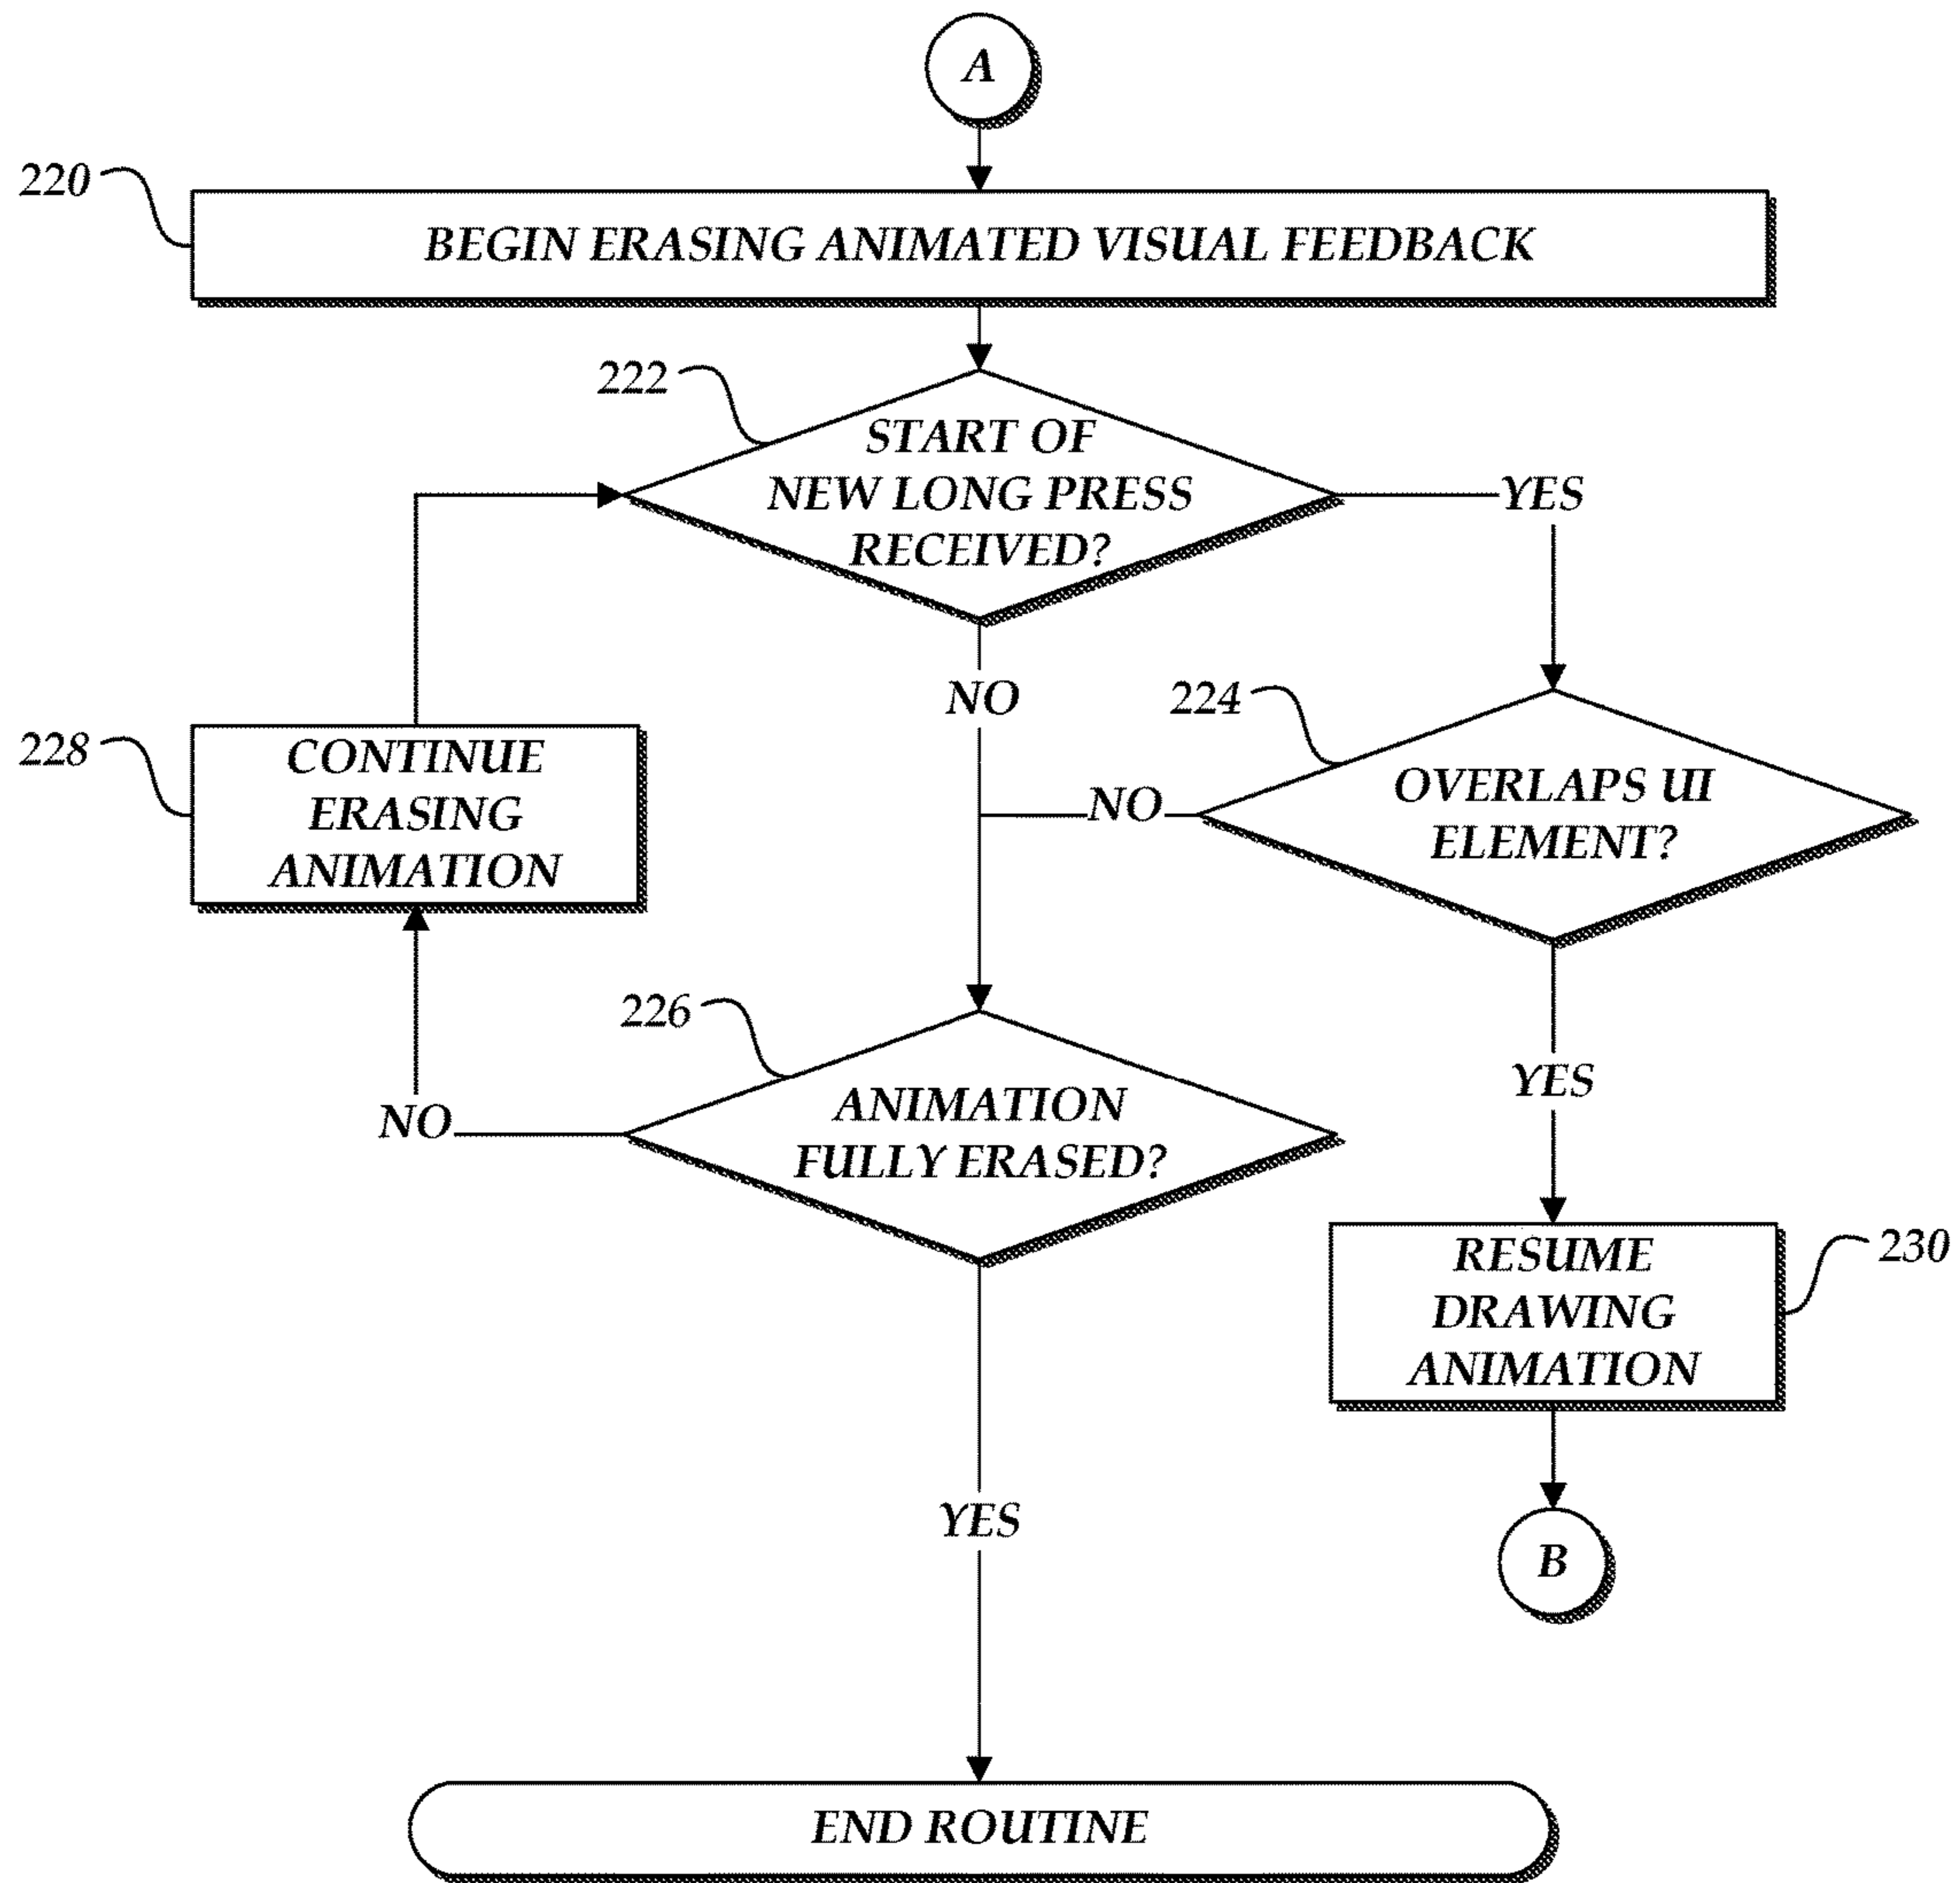 A
220
BEGIN ERASING ANIMATED VISUAL FEEDBACK
222
START OF
NEW LONG PRESS
RECEIVED?
YES
NO
224
OVERLAPS UI
ELEMENT?
NO
228
CONTINUE
ERASING
ANIMATION
226
ANIMATION
FULLY ERASED?
NO
YES
230
RESUME
DRAWING
ANIMATION
YES
B
END ROUTINE